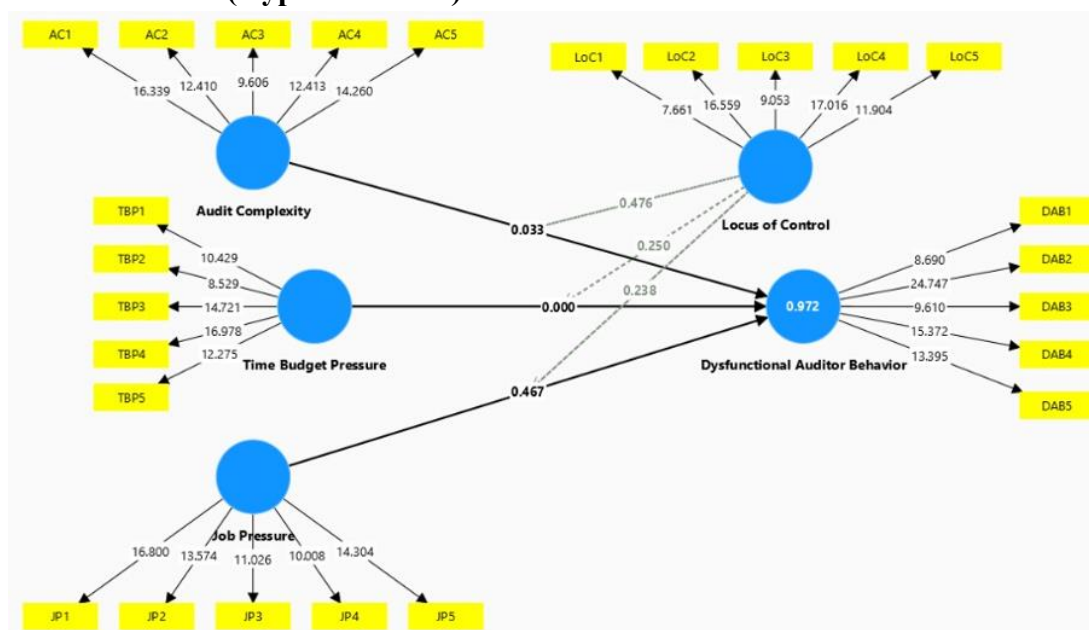 AC1 AC2 AC3 AC4 AC5
16.339 12.410 9.606 12.413 14.260
Audit Complexity
LoC1 LoC2 LoC3 LoC4 LoC5
7.661 16.559 9.053 17.016 11.904
Locus of Control
0.476
0.033
0.250
0.238
TBP1
TBP2
TBP3
TBP4
TBP5
10.429
8.529
14.721
16.978
12.275
Time Budget Pressure
0.000
0.972
Dysfunctional Auditor Behavior
8.690
24.747
9.610
15.372
13.395
DAB1
DAB2
DAB3
DAB4
DAB5
0.467
Job Pressure
16.800 13.574 11.026 10.008 14.304
JP1 JP2 JP3 JP4 JP5